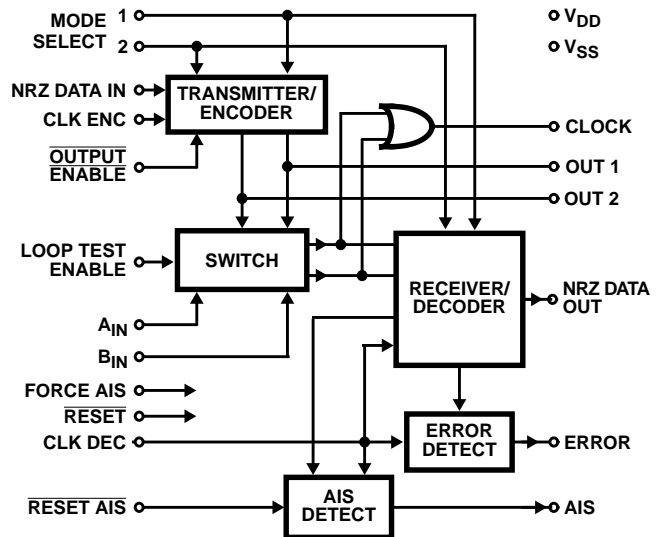 MODE SELECT
1
2
V_DD
V_SS
NRZ DATA IN
CLK ENC
OUTPUT ENABLE
TRANSMITTER/
ENCODER
CLOCK
OUT 1
OUT 2
LOOP TEST
ENABLE
SWITCH
RECEIVER/
DECODER
NRZ DATA
OUT
A_IN
B_IN
FORCE AIS
RESET
CLK DEC
ERROR
DETECT
ERROR
RESET AIS
AIS
DETECT
AIS